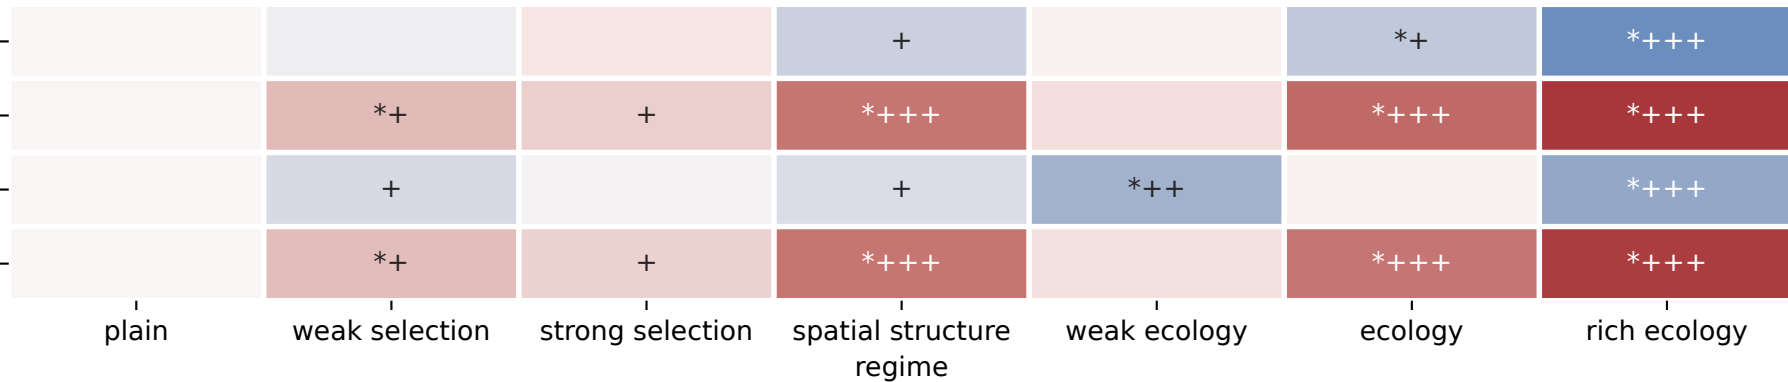 + *+ *+++
*+ + *+++ *+++ *+++
+ + *++ *+++
*+ + *+++ *+++ *+++
plain weak selection strong selection spatial structure weak ecology ecology rich ecology
regime